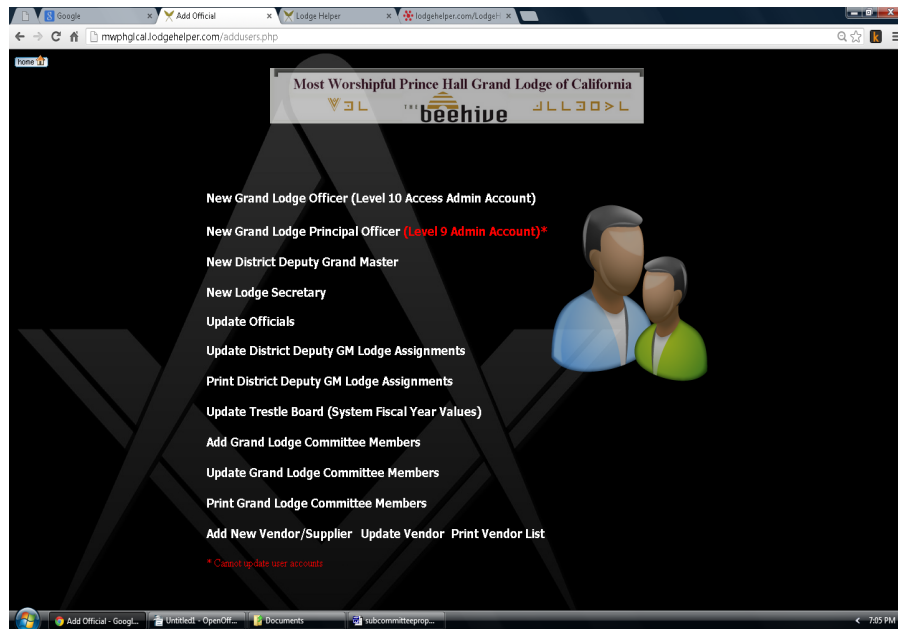 Google
Add Official
Lodge Helper
lodgehelper.com/LodgeH
mwphglcal.lodgehelper.com/addusers.php
k
home
Most Worshipful Prince Hall Grand Lodge of California
THE
beehive
New Grand Lodge Officer (Level 10 Access Admin Account)
New Grand Lodge Principal Officer (Level 9 Admin Account)*
New District Deputy Grand Master
New Lodge Secretary
Update Officials
Update District Deputy GM Lodge Assignments
Print District Deputy GM Lodge Assignments
Update Trestle Board (System Fiscal Year Values)
Add Grand Lodge Committee Members
Update Grand Lodge Committee Members
Print Grand Lodge Committee Members
Add New Vendor/Supplier Update Vendor Print Vendor List
* Cannot update user accounts
Add Official - Googl...
Untitled1 - OpenOff...
Documents
subcommitteeprop...
7:05 PM